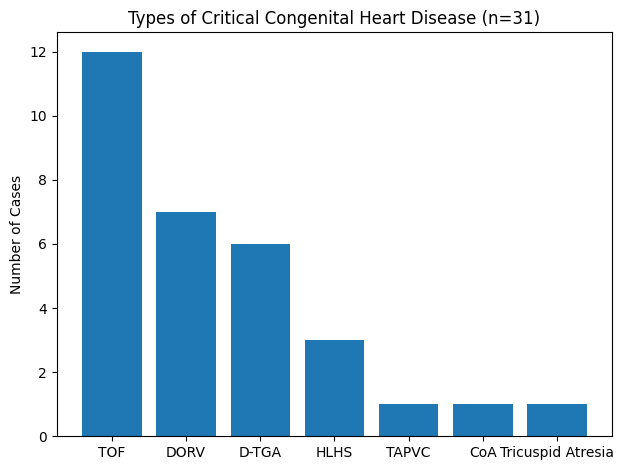 Types of Critical Congenital Heart Disease (n=31)
Number of Cases
12
10
8
6
4
2
0
TOF DORV D-TGA HLHS TAPVC CoA Tricuspid Atresia